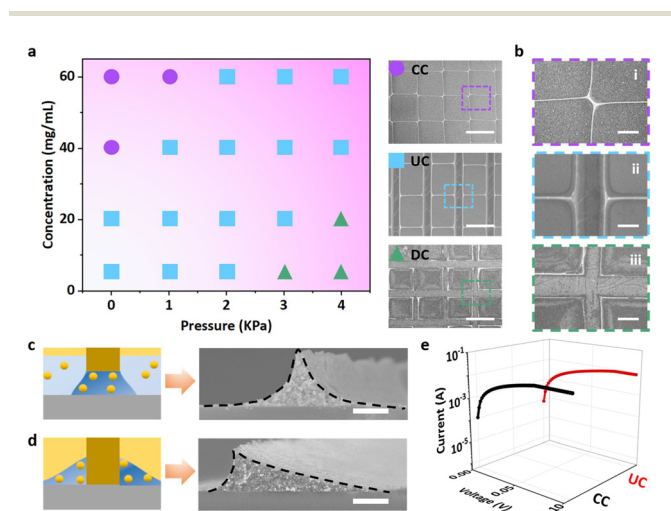 a
b
Concentration (mg/mL)
60
40
20
0
0 1 2 3 4
Pressure (KPa)
CC
UC
DC
i
ii
iii
c
d
e
Current (A)
10-1
10-3
10-5
0.00
0.05
10
Voltage (V)
CC
UC